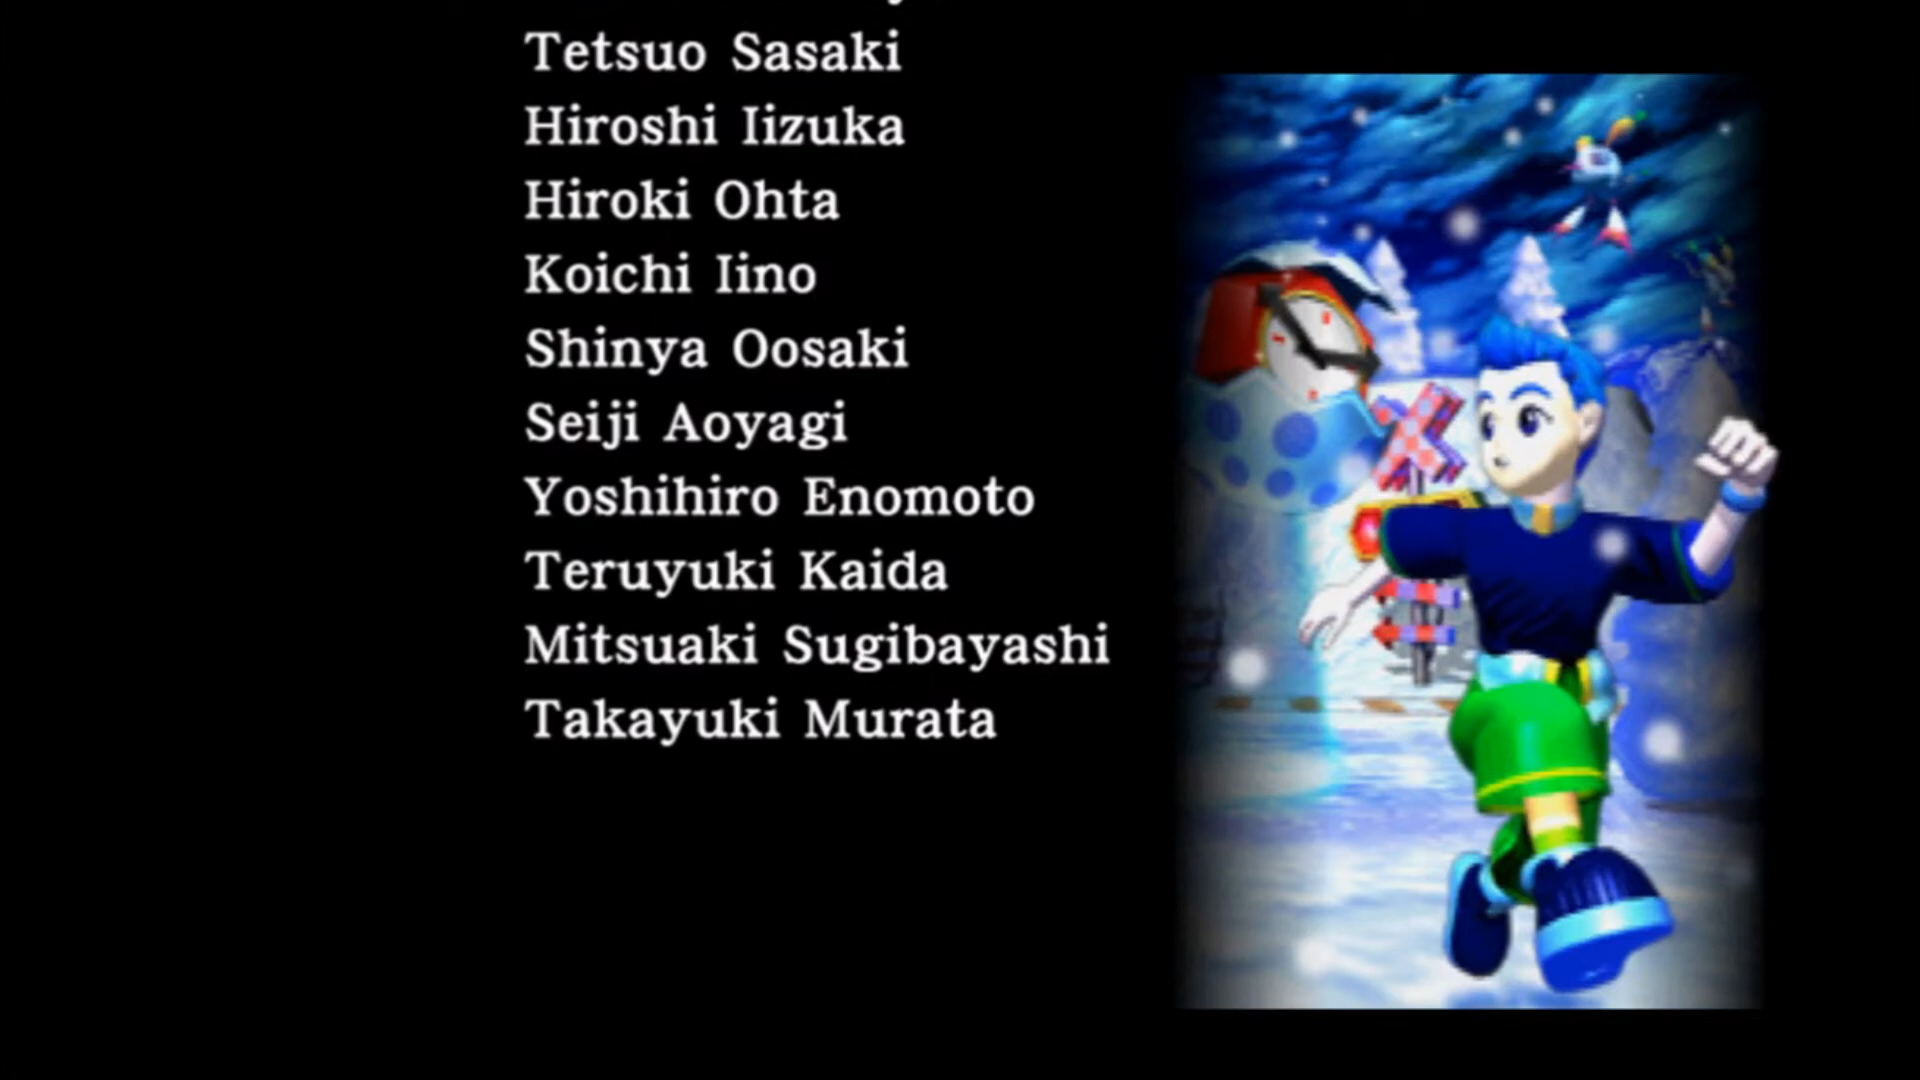 Tetsuo Sasaki
Hiroshi Iizuka
Hiroki Ohta
Koichi Iino
Shinya Oosaki
Seiji Aoyagi
Yoshihiro Enomoto
Teruyuki Kaida
Mitsuaki Sugibayashi
Takayuki Murata